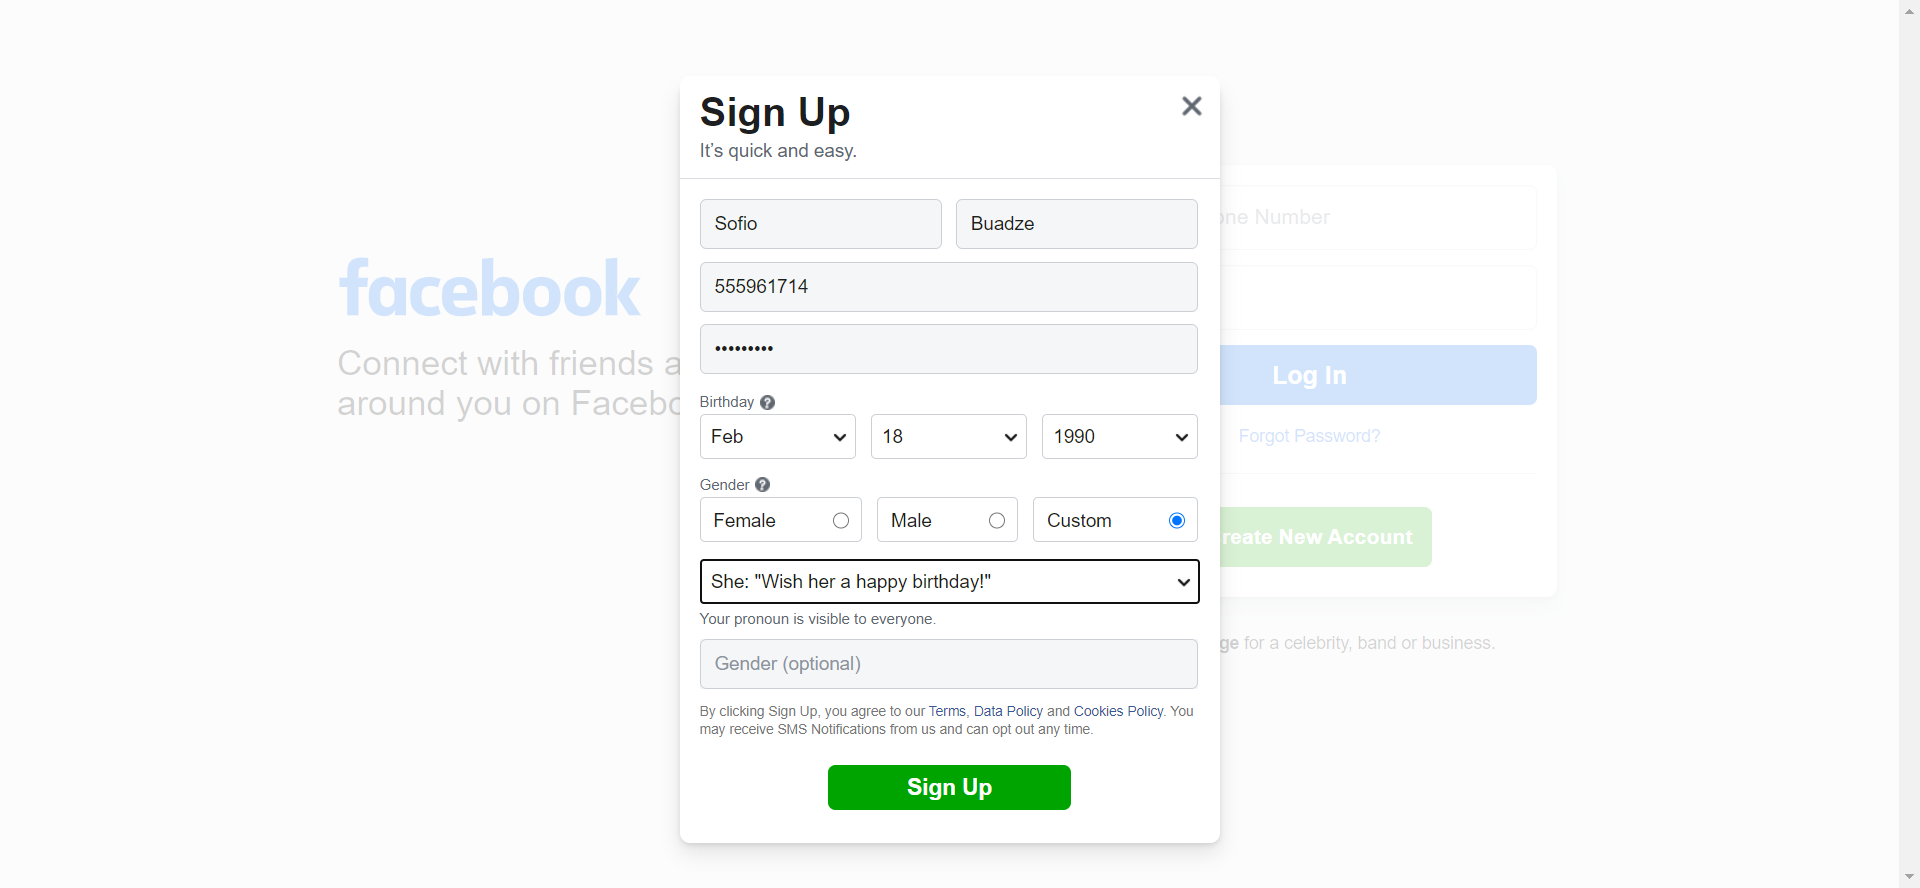 Sign Up
It's quick and easy.
Sofio
Buadze
555961714
•••••••••
Birthday
Feb
18
1990
Gender
Female
Male
Custom
She: "Wish her a happy birthday!"
Your pronoun is visible to everyone.
Gender (optional)
By clicking Sign Up, you agree to our Terms, Data Policy and Cookies Policy. You
may receive SMS Notifications from us and can opt out any time.
Sign Up
facebook
Connect with friends
around you on
Number
Log In
Forgot Password?
New Account
for a celebrity, band or business.